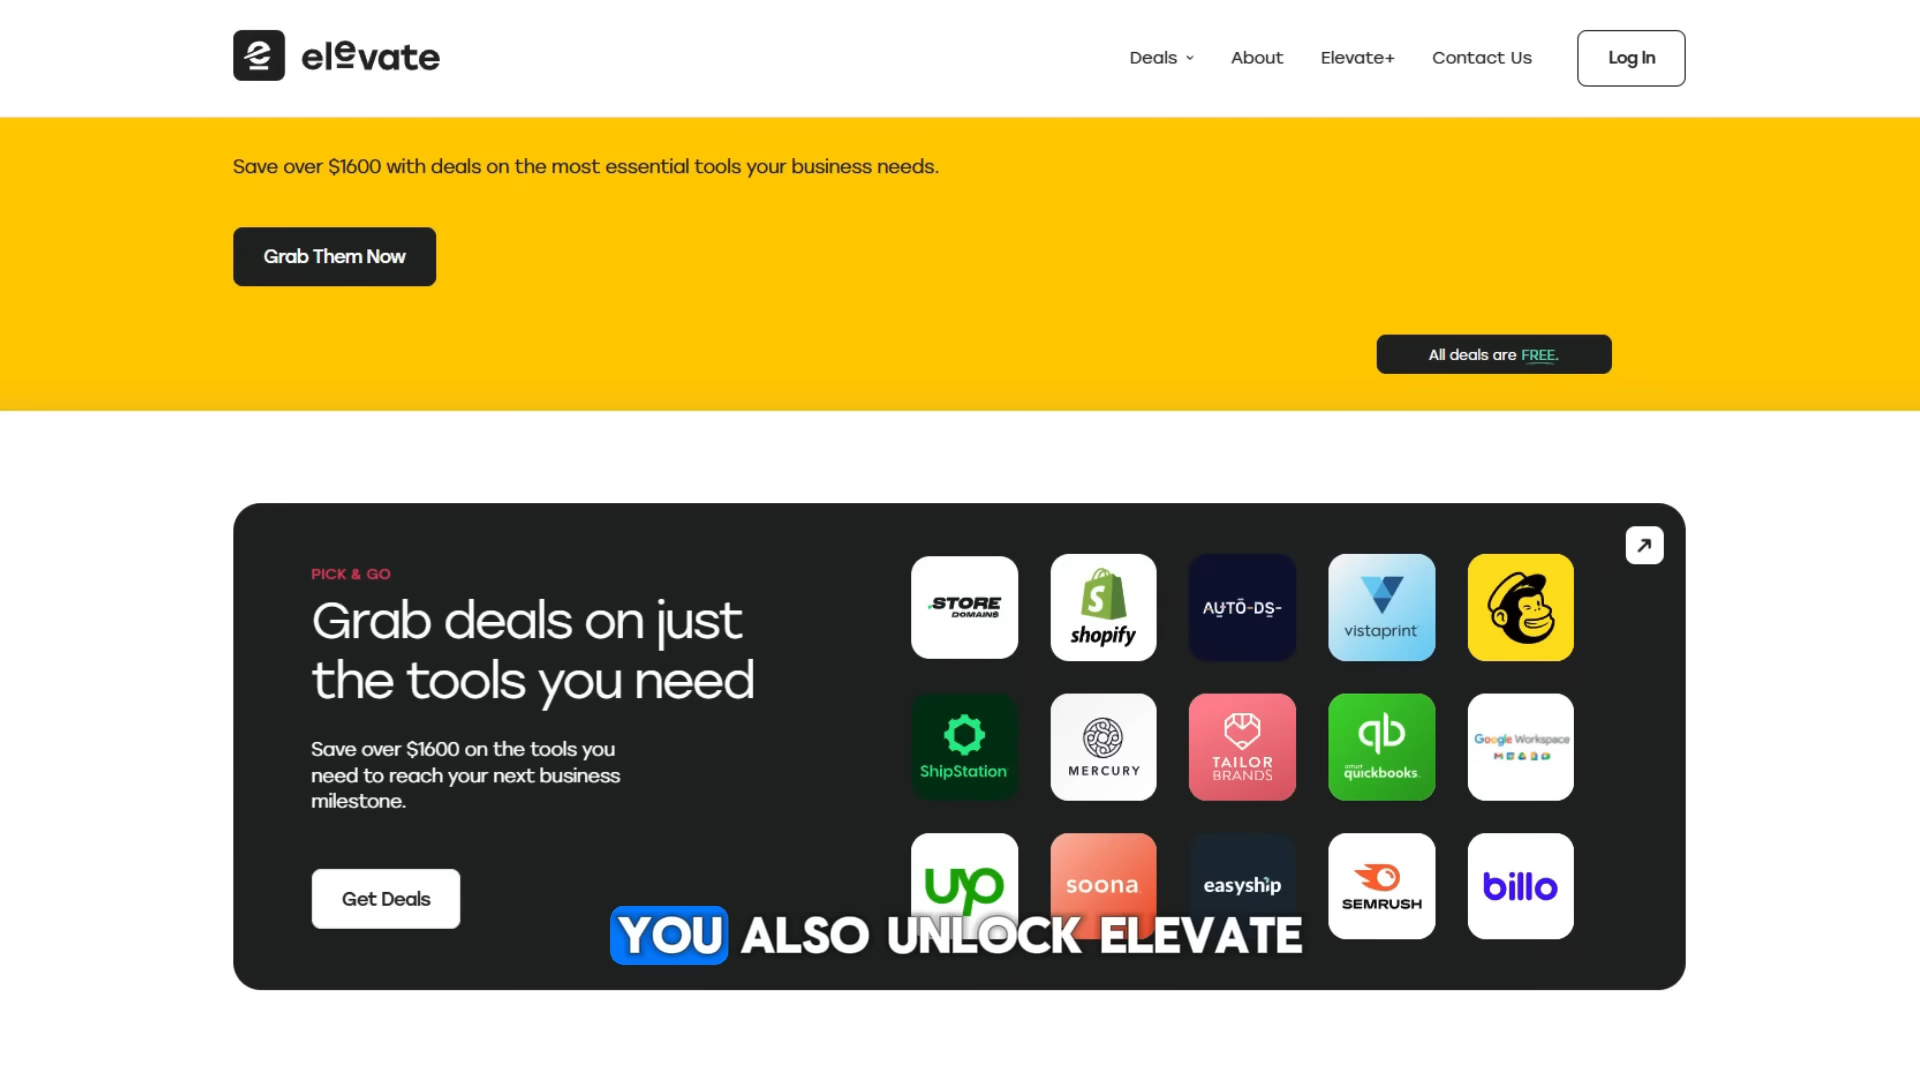 elevate
Deals
About
Elevate+
Contact Us
Log In
Save over $1600 with deals on the most essential tools your business needs.
Grab Them Now
All deals are FREE.
PICK & GO
Grab deals on just
the tools you need
Save over $1600 on the tools you
need to reach your next business
milestone.
Get Deals
.STORE
DOMAINS
shopify
AUTO-DS-
vistaprint
ShipStation
MERCURY
TAILOR
BRANDS
qb
intuit
quickbooks
Google Workspace
up
soona
easyship
SEMRUSH
billo
YOU ALSO UNLOCK ELEVATE